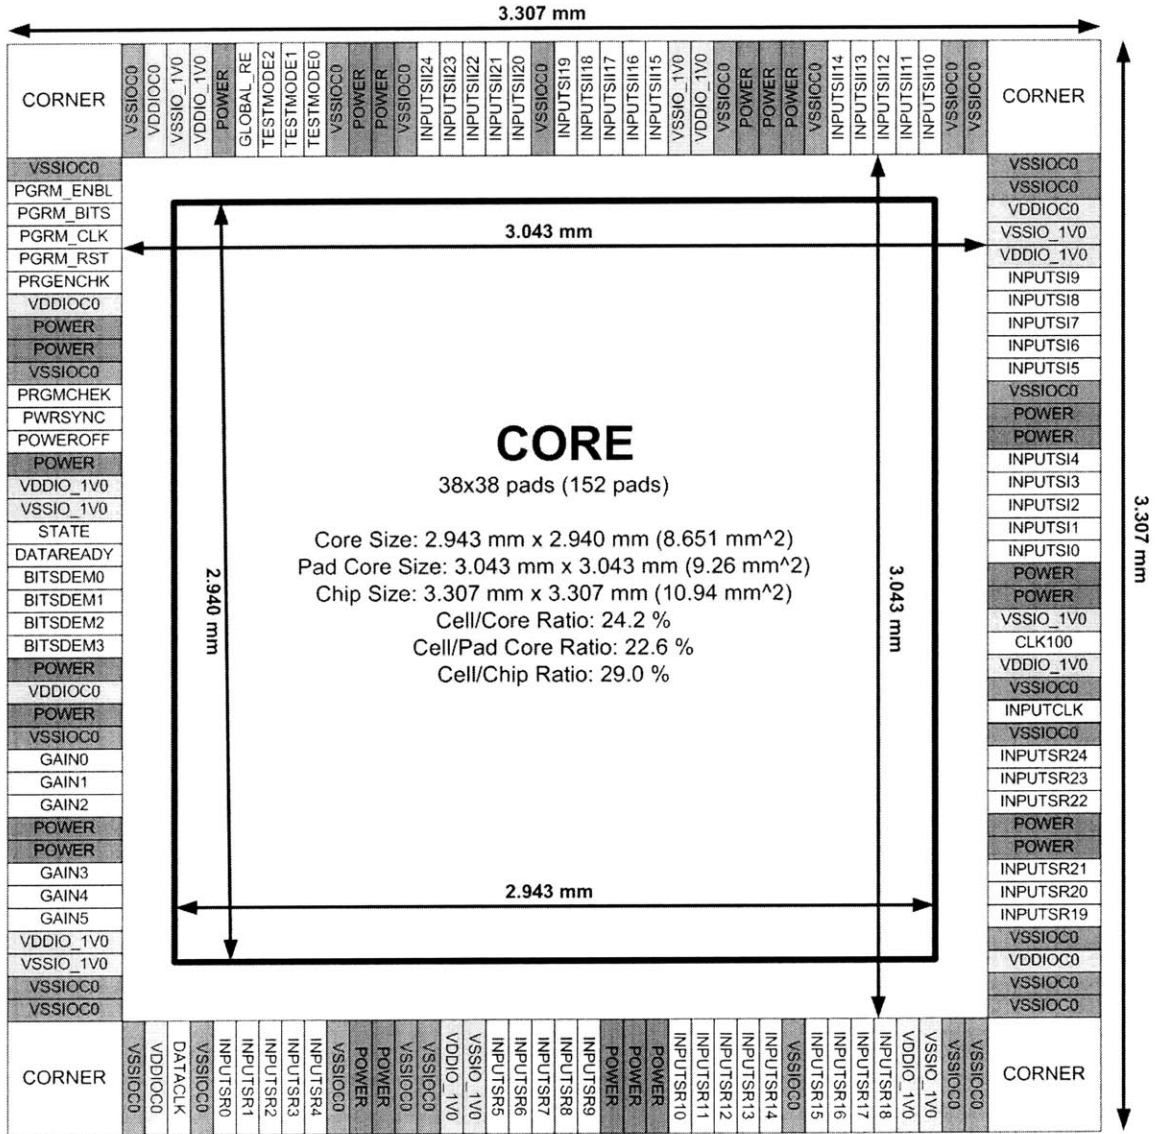 3.307 mm
CORNER
VSSIOC0
VDDIOC0
VSSIO_1V0
VDDIO_1V0
POWER
GLOBAL_RE
TESTMODE2
TESTMODE1
TESTMODE0
VSSIOC0
POWER
POWER
VSSIOC0
INPUTSII24
INPUTSII23
INPUTSII22
INPUTSII21
INPUTSII20
VSSIOC0
INPUTSII19
INPUTSII18
INPUTSII17
INPUTSII16
INPUTSII15
VSSIO_1V0
VDDIO_1V0
VSSIOC0
POWER
POWER
POWER
VSSIOC0
INPUTSII14
INPUTSII13
INPUTSII12
INPUTSII11
INPUTSII10
VSSIOC0
VSSIOC0
CORNER
VSSIOC0
PGRM_ENBL
PGRM_BITS
PGRM_CLK
PGRM_RST
PRGENCHK
VDDIOC0
POWER
POWER
VSSIOC0
PRGMCHEK
PWRSYNC
POWEROFF
POWER
VDDIO_1V0
VSSIO_1V0
STATE
DATAREADY
BITSDEM0
BITSDEM1
BITSDEM2
BITSDEM3
POWER
VDDIOC0
POWER
VSSIOC0
GAIN0
GAIN1
GAIN2
POWER
POWER
GAIN3
GAIN4
GAIN5
VDDIO_1V0
VSSIO_1V0
VSSIOC0
VSSIOC0
3.043 mm
CORE
38x38 pads (152 pads)
Core Size: 2.943 mm x 2.940 mm (8.651 mm^2)
Pad Core Size: 3.043 mm x 3.043 mm (9.26 mm^2)
Chip Size: 3.307 mm x 3.307 mm (10.94 mm^2)
Cell/Core Ratio: 24.2 %
Cell/Pad Core Ratio: 22.6 %
Cell/Chip Ratio: 29.0 %
2.940 mm
3.043 mm
2.943 mm
VSSIOC0
VSSIOC0
VDDIOC0
VSSIO_1V0
VDDIO_1V0
INPUTSI9
INPUTSI8
INPUTSI7
INPUTSI6
INPUTSI5
VSSIOC0
POWER
POWER
INPUTSI4
INPUTSI3
INPUTSI2
INPUTSI1
INPUTSI0
POWER
POWER
VSSIO_1V0
CLK100
VDDIO_1V0
VSSIOC0
INPUTCLK
VSSIOC0
INPUTSR24
INPUTSR23
INPUTSR22
POWER
POWER
INPUTSR21
INPUTSR20
INPUTSR19
VSSIOC0
VDDIOC0
VSSIOC0
VSSIOC0
3.307 mm
CORNER
VSSIOC0
VDDIOC0
DATACLK
VSSIOC0
INPUTSR0
INPUTSR1
INPUTSR2
INPUTSR3
INPUTSR4
VSSIOC0
POWER
POWER
VSSIOC0
VSSIOC0
VDDIO_1V0
VSSIO_1V0
INPUTSR5
INPUTSR6
INPUTSR7
INPUTSR8
INPUTSR9
POWER
POWER
POWER
INPUTSR10
INPUTSR11
INPUTSR12
INPUTSR13
INPUTSR14
VSSIOC0
INPUTSR15
INPUTSR16
INPUTSR17
INPUTSR18
VDDIO_1V0
VSSIO_1V0
VSSIOC0
VSSIOC0
CORNER